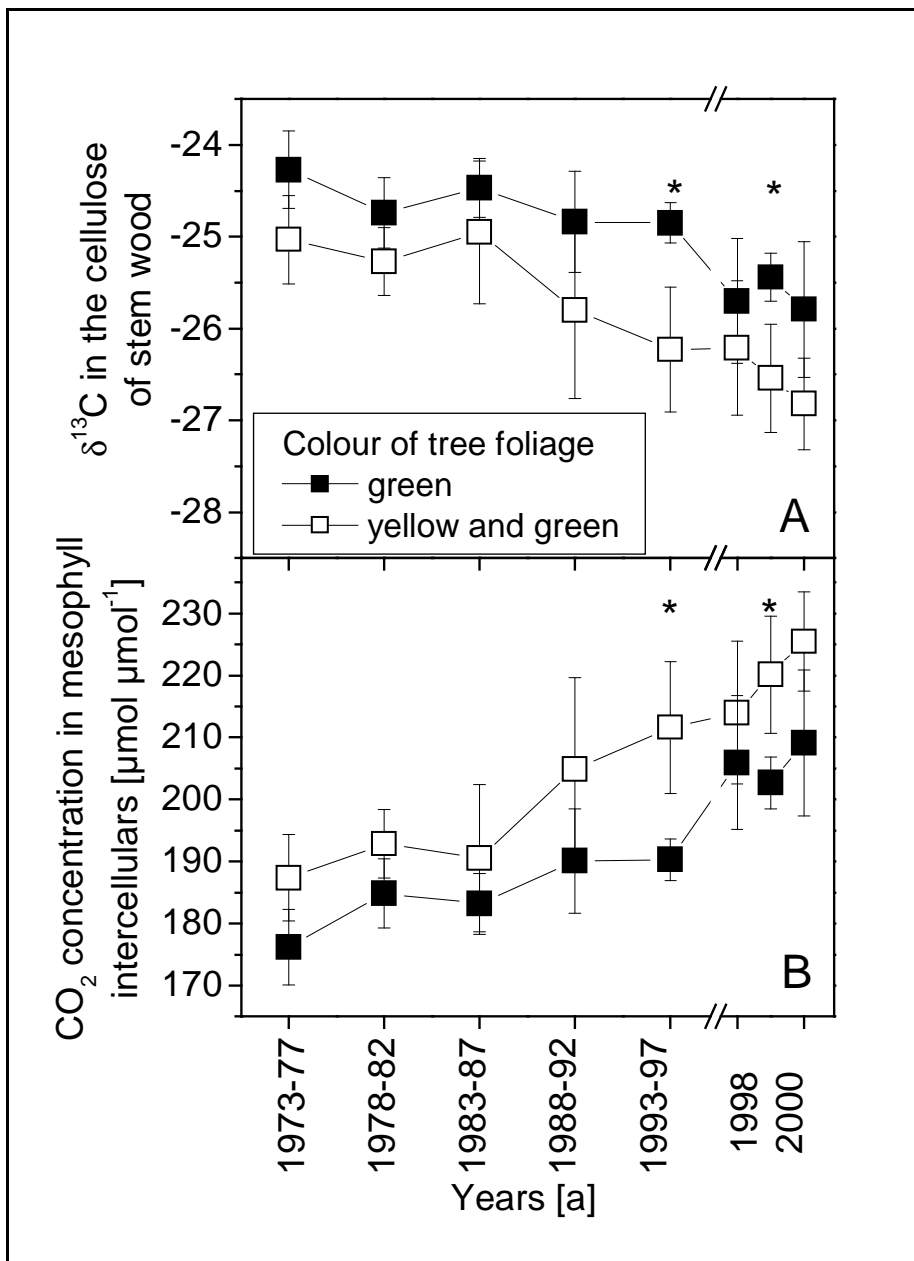 -24
-25
-26
-27
-28
δ¹³C in the cellulose
of stem wood
* *
Colour of tree foliage
green
yellow and green
A
230
220
210
200
190
180
170
CO₂ concentration in mesophyll
intercellulars [µmol µmol⁻¹]
* *
B
1973-77
1978-82
1983-87
1988-92
1993-97
1998
2000
Years [a]